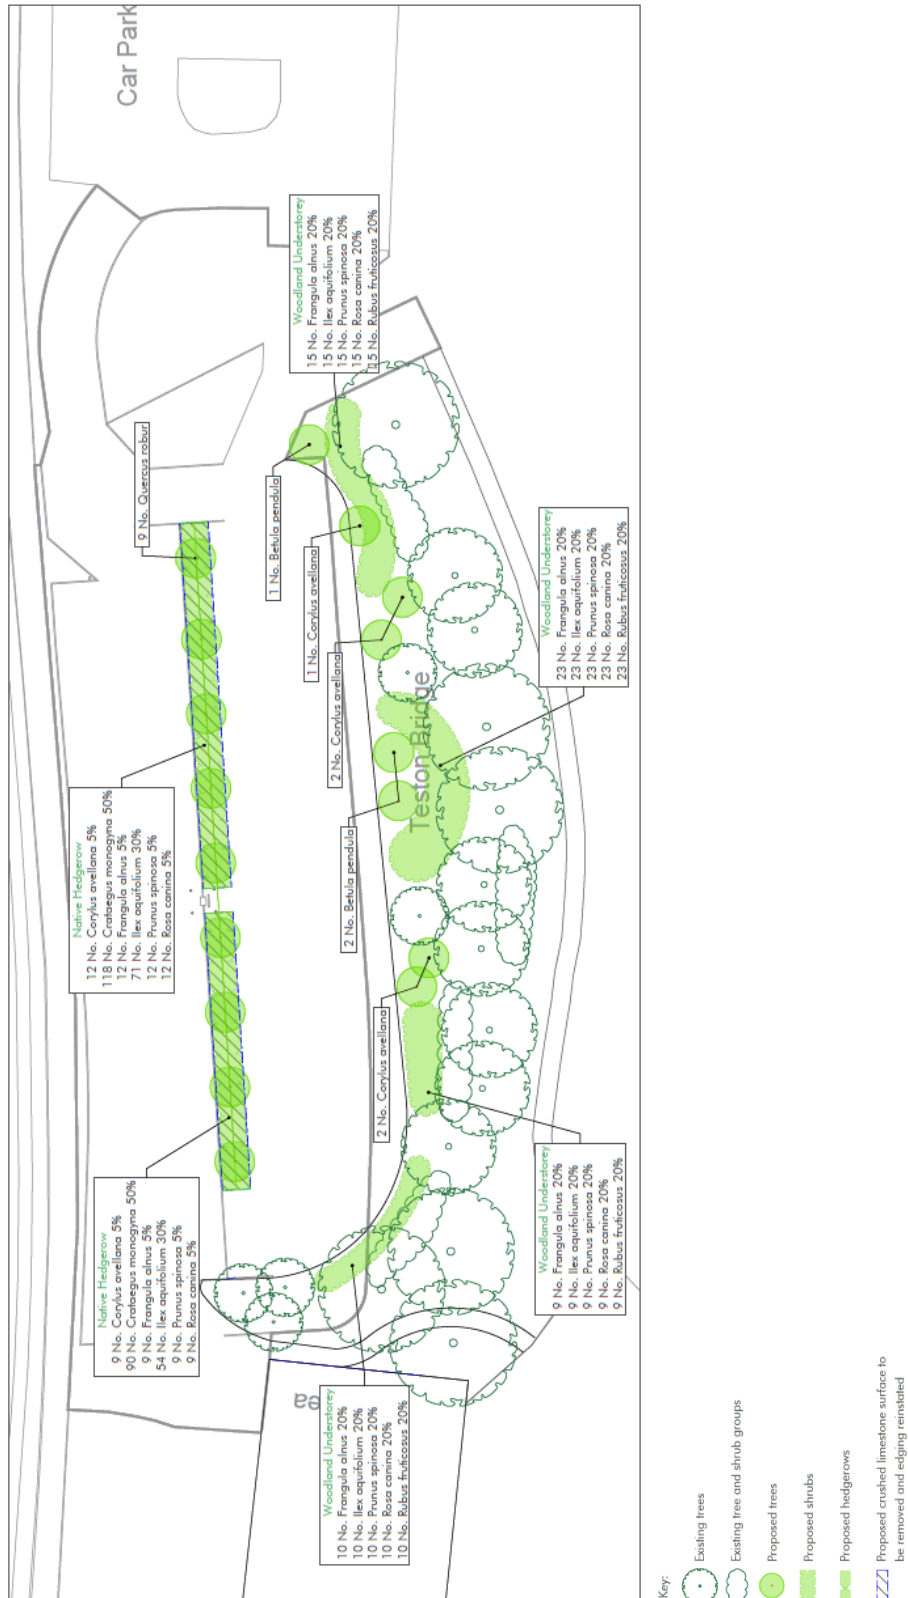 Car Park
Woodland Understorey
15 No. Frangula alnus 20%
15 No. Ilex aquifolium 20%
15 No. Prunus spinosa 20%
15 No. Rosa canina 20%
15 No. Rubus fruticosus 20%
9 No. Quercus robur
1 No. Betula pendula
1 No. Corylus avellana
2 No. Corylus avellana
Woodland Understorey
23 No. Frangula alnus 20%
23 No. Ilex aquifolium 20%
23 No. Prunus spinosa 20%
23 No. Rosa canina 20%
23 No. Rubus fruticosus 20%
Teston Bridge
2 No. Betula pendula
Native Hedgerow
12 No. Corylus avellana 5%
118 No. Crataegus monogyna 50%
12 No. Frangula alnus 5%
71 No. Ilex aquifolium 30%
12 No. Prunus spinosa 5%
12 No. Rosa canina 5%
2 No. Corylus avellana
Native Hedgerow
9 No. Corylus avellana 5%
90 No. Crataegus monogyna 50%
9 No. Frangula alnus 5%
54 No. Ilex aquifolium 30%
9 No. Prunus spinosa 5%
9 No. Rosa canina 5%
Woodland Understorey
9 No. Frangula alnus 20%
9 No. Ilex aquifolium 20%
9 No. Prunus spinosa 20%
9 No. Rosa canina 20%
9 No. Rubus fruticosus 20%
ea
Woodland Understorey
10 No. Frangula alnus 20%
10 No. Ilex aquifolium 20%
10 No. Prunus spinosa 20%
10 No. Rosa canina 20%
10 No. Rubus fruticosus 20%
Key:
Existing trees
Existing tree and shrub groups
Proposed trees
Proposed shrubs
Proposed hedgerows
Proposed crushed limestone surface to
be removed and edging reinstated